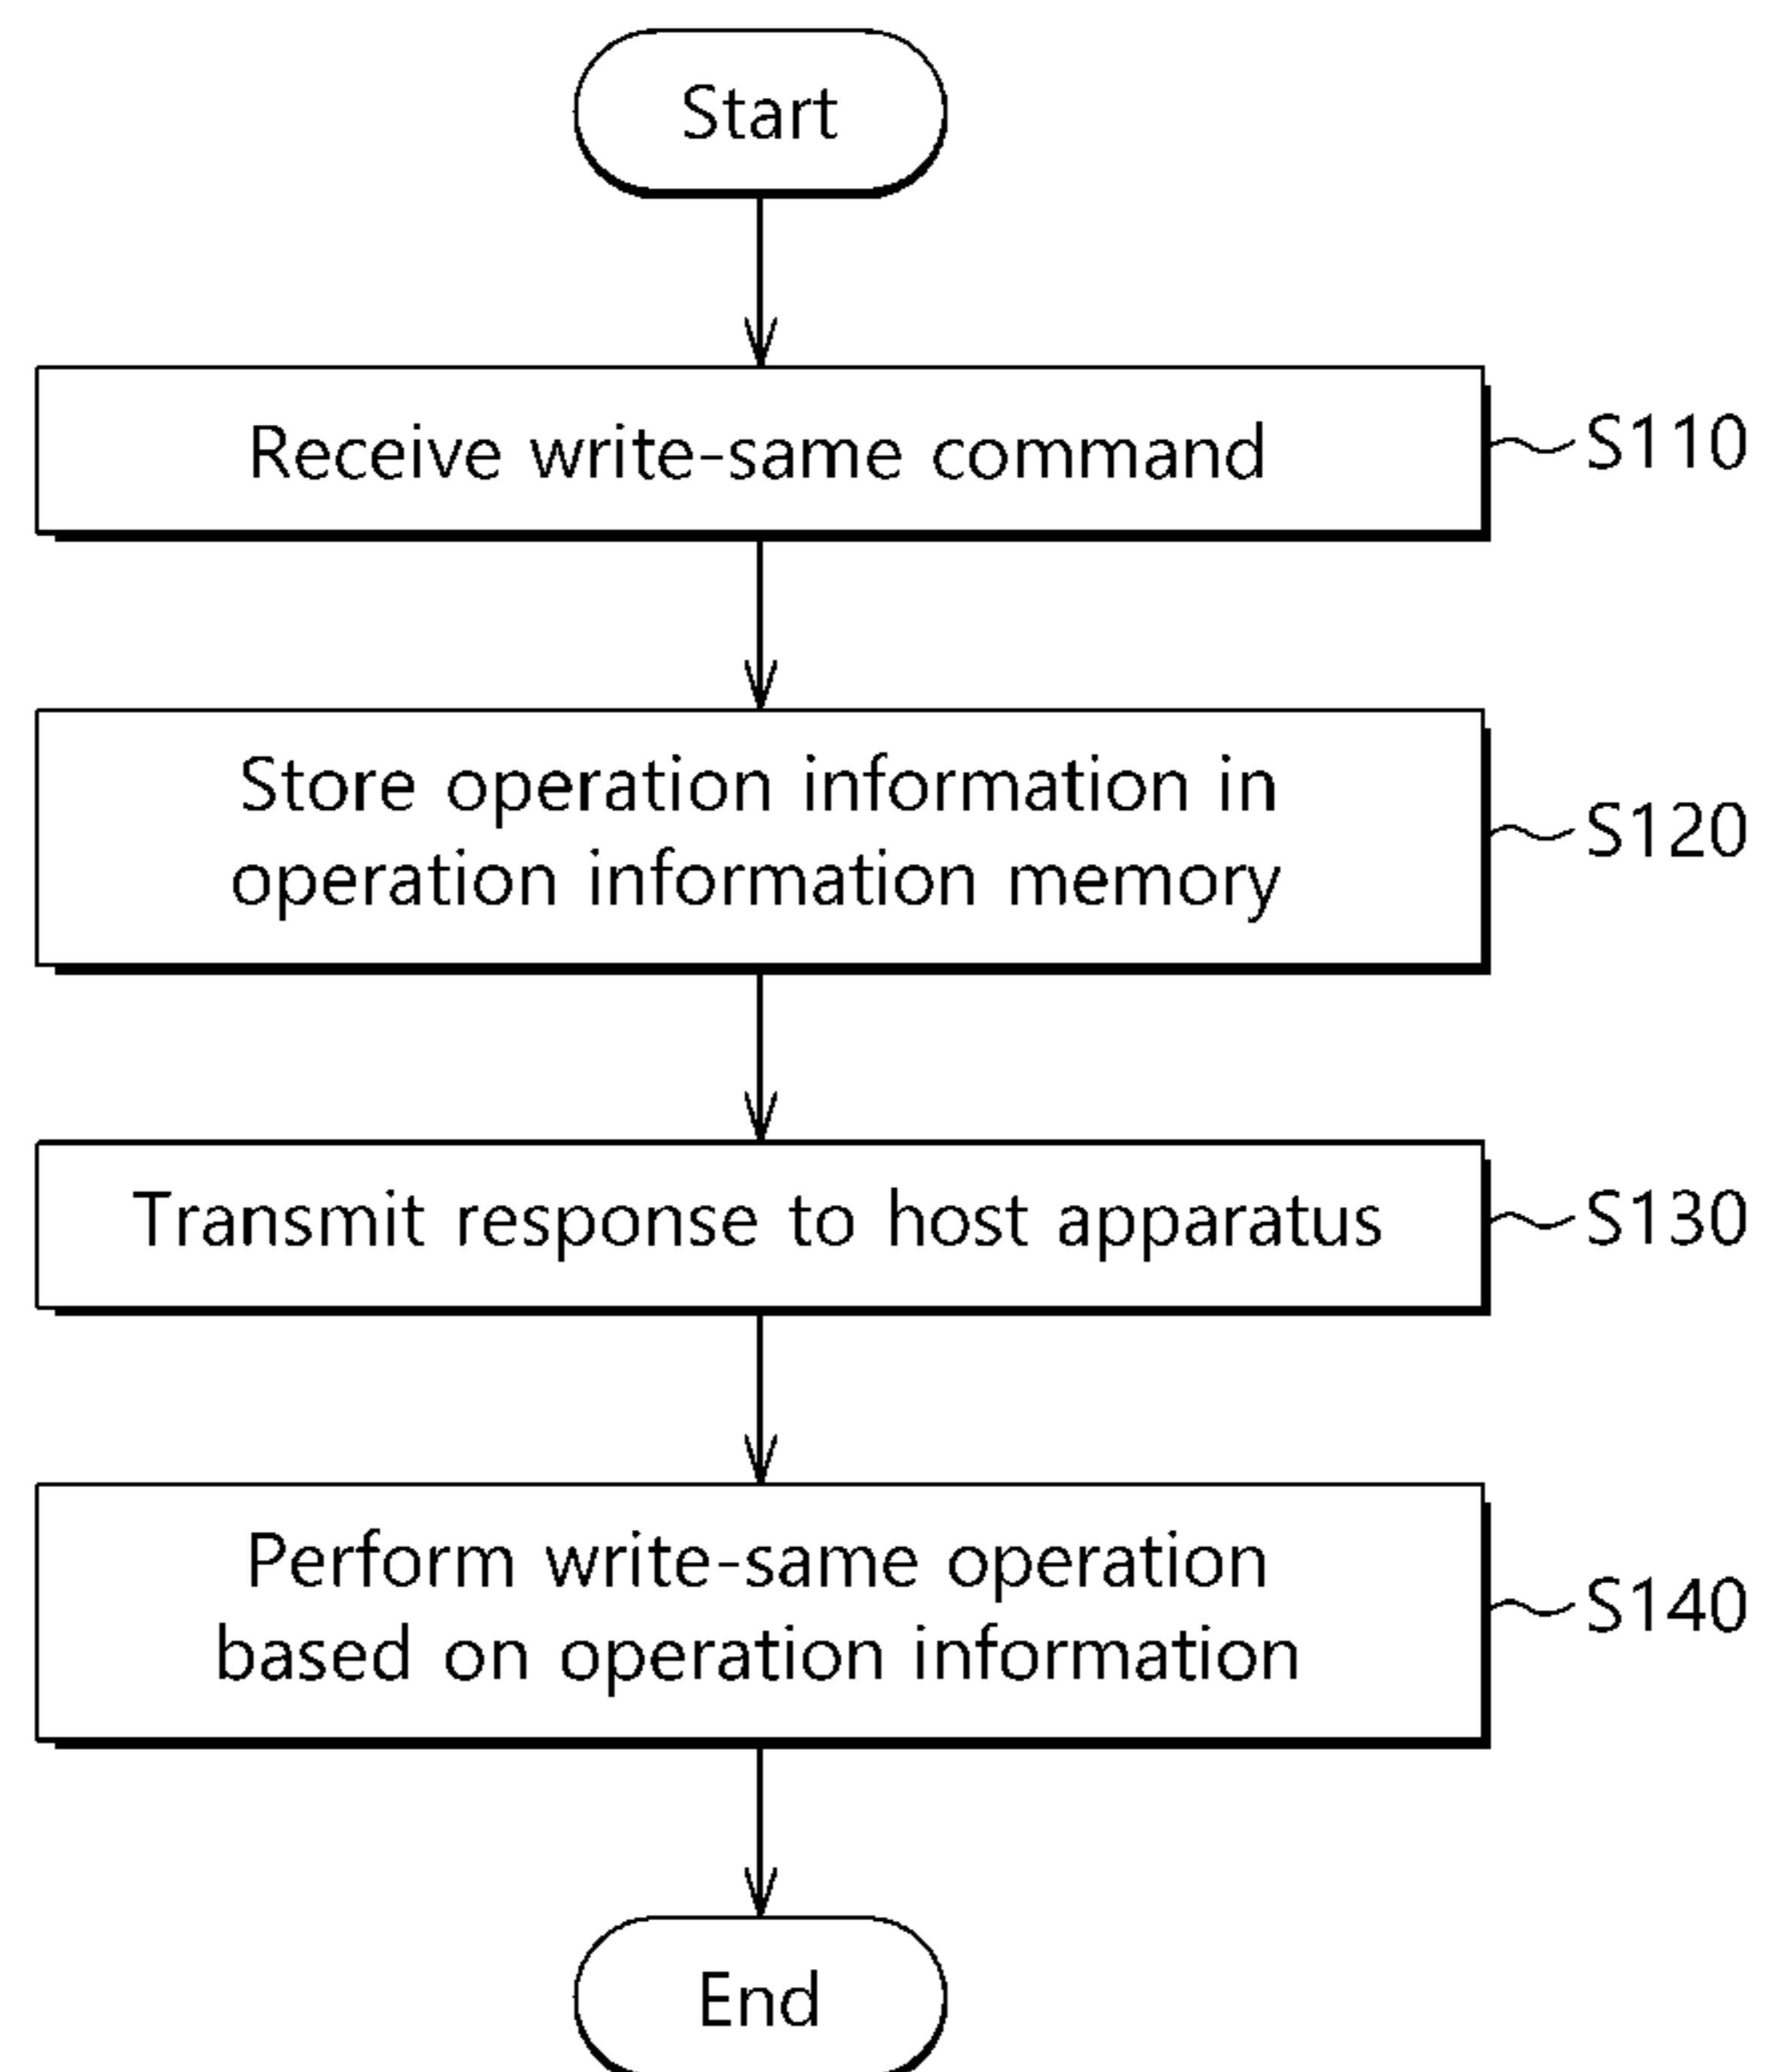 Start
Receive write-same command
S110
Store operation information in
operation information memory
S120
Transmit response to host apparatus
S130
Perform write-same operation
based on operation information
S140
End